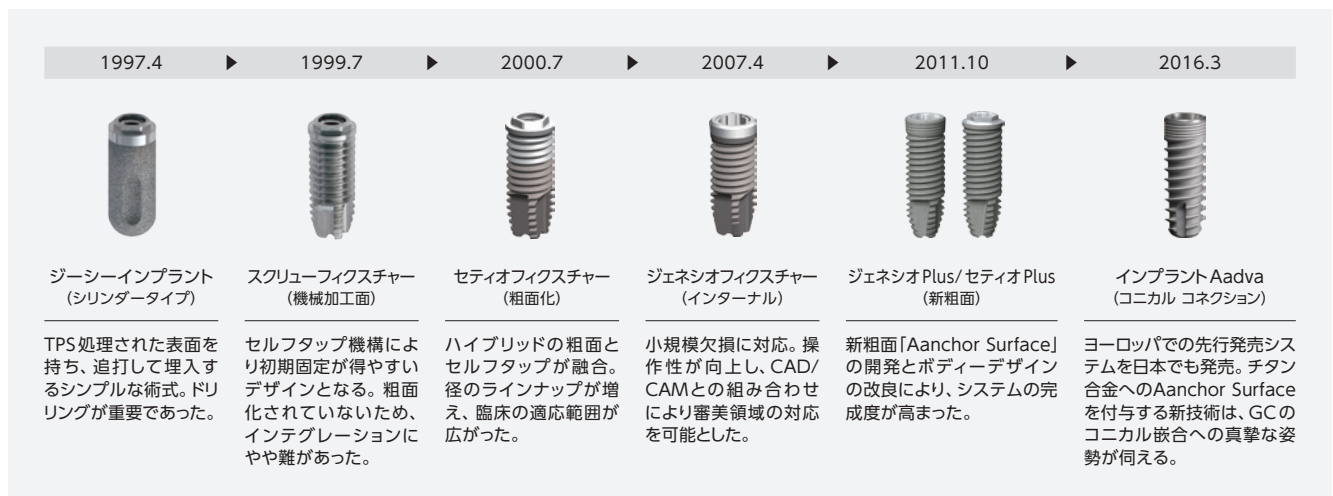 1997.4 ▶ 1999.7 ▶ 2000.7 ▶ 2007.4 ▶ 2011.10 ▶ 2016.3
ジーシーインプラント
（シリンダータイプ）
TPS処理された表面を
持ち、追打して埋入す
るシンプルな術式。ドリ
リングが重要であった。
スクリューフィクスチャー
（機械加工面）
セルフタップ機構によ
り初期固定が得やすい
デザインとなる。粗面
化されていないため、
インテグレーションに
やや難があった。
セティオフィクスチャー
（粗面化）
ハイブリッドの粗面と
セルフタップが融合。
径のラインナップが増
え、臨床の適応範囲が
広がった。
ジェネシオフィクスチャー
（インターナル）
小規模欠損に対応。操
作性が向上し、CAD/
CAMとの組み合わせ
により審美領域の対応
を可能とした。
ジェネシオPlus/セティオPlus
（新粗面）
新粗面「Aanchor Surface」
の開発とボディーデザイン
の改良により、システムの完
成度が高まった。
インプラントAadva
（コニカル コネクション）
ヨーロッパでの先行発売シス
テムを日本でも発売。チタン
合金へのAanchor Surface
を付与する新技術は、GCの
コニカル嵌合への真摯な姿
勢が伺える。